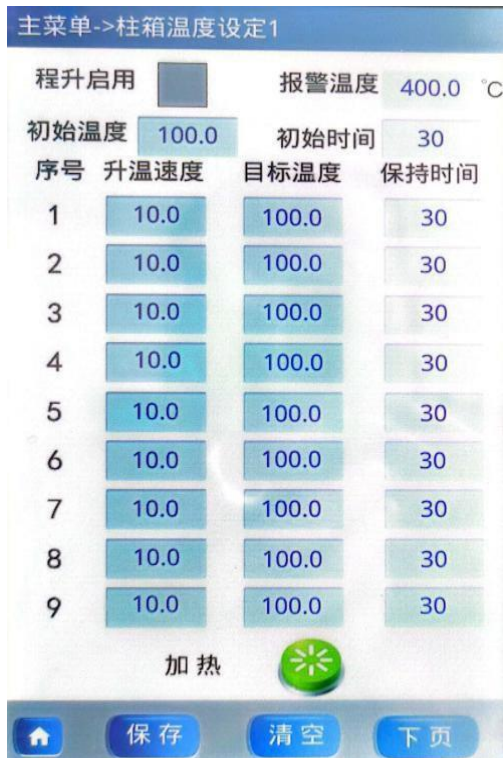 主菜单->柱箱温度设定1
程升启用 报警温度 400.0 °C
初始温度 100.0 初始时间 30
序号 升温速度 目标温度 保持时间
1 10.0 100.0 30
2 10.0 100.0 30
3 10.0 100.0 30
4 10.0 100.0 30
5 10.0 100.0 30
6 10.0 100.0 30
7 10.0 100.0 30
8 10.0 100.0 30
9 10.0 100.0 30
加热
保存 清空 下页